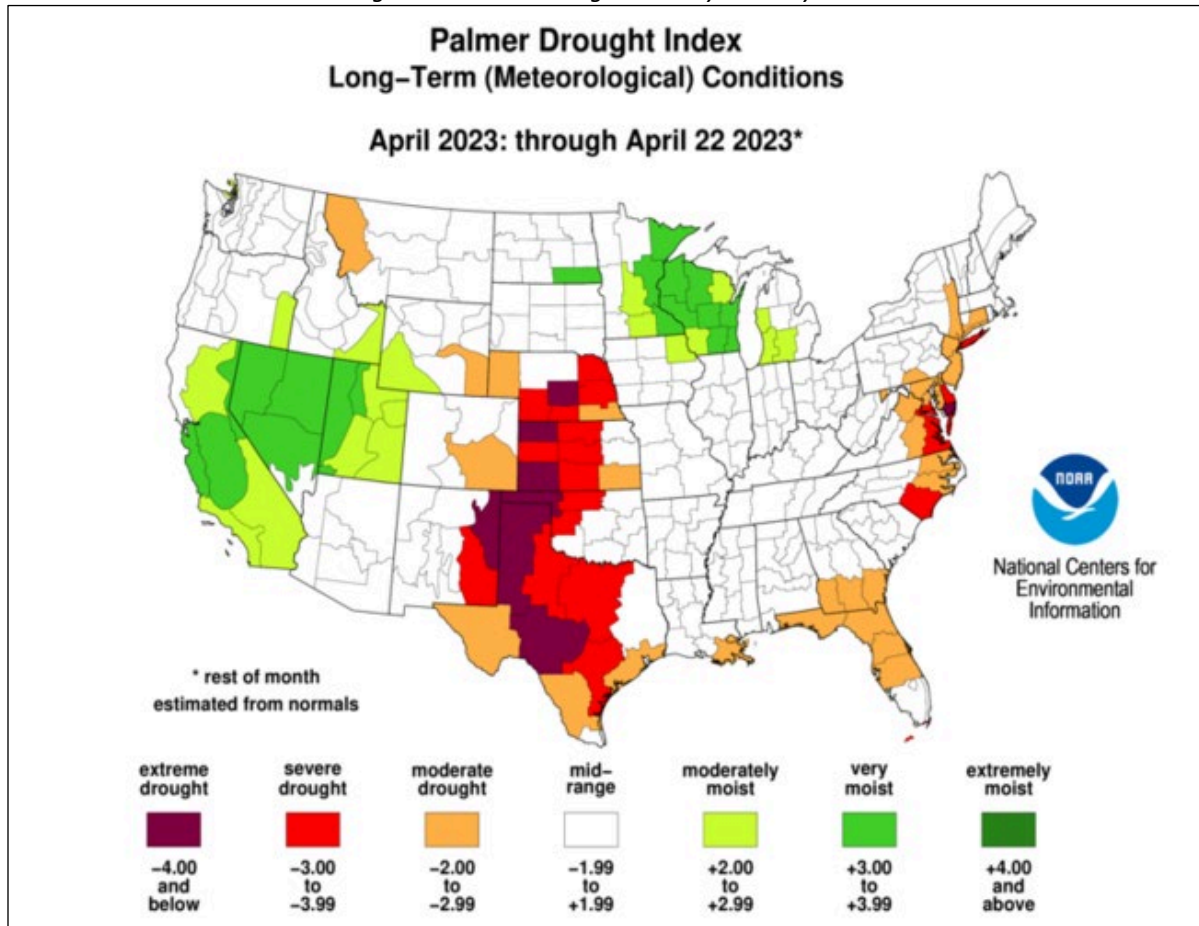 Palmer Drought Index
Long–Term (Meteorological) Conditions
April 2023: through April 22 2023*
NOAA
National Centers for
Environmental
Information
* rest of month
estimated from normals
extreme
drought
severe
drought
moderate
drought
mid–
range
moderately
moist
very
moist
extremely
moist
−4.00
and
below
−3.00
to
−3.99
−2.00
to
−2.99
−1.99
to
+1.99
+2.00
to
+2.99
+3.00
to
+3.99
+4.00
and
above